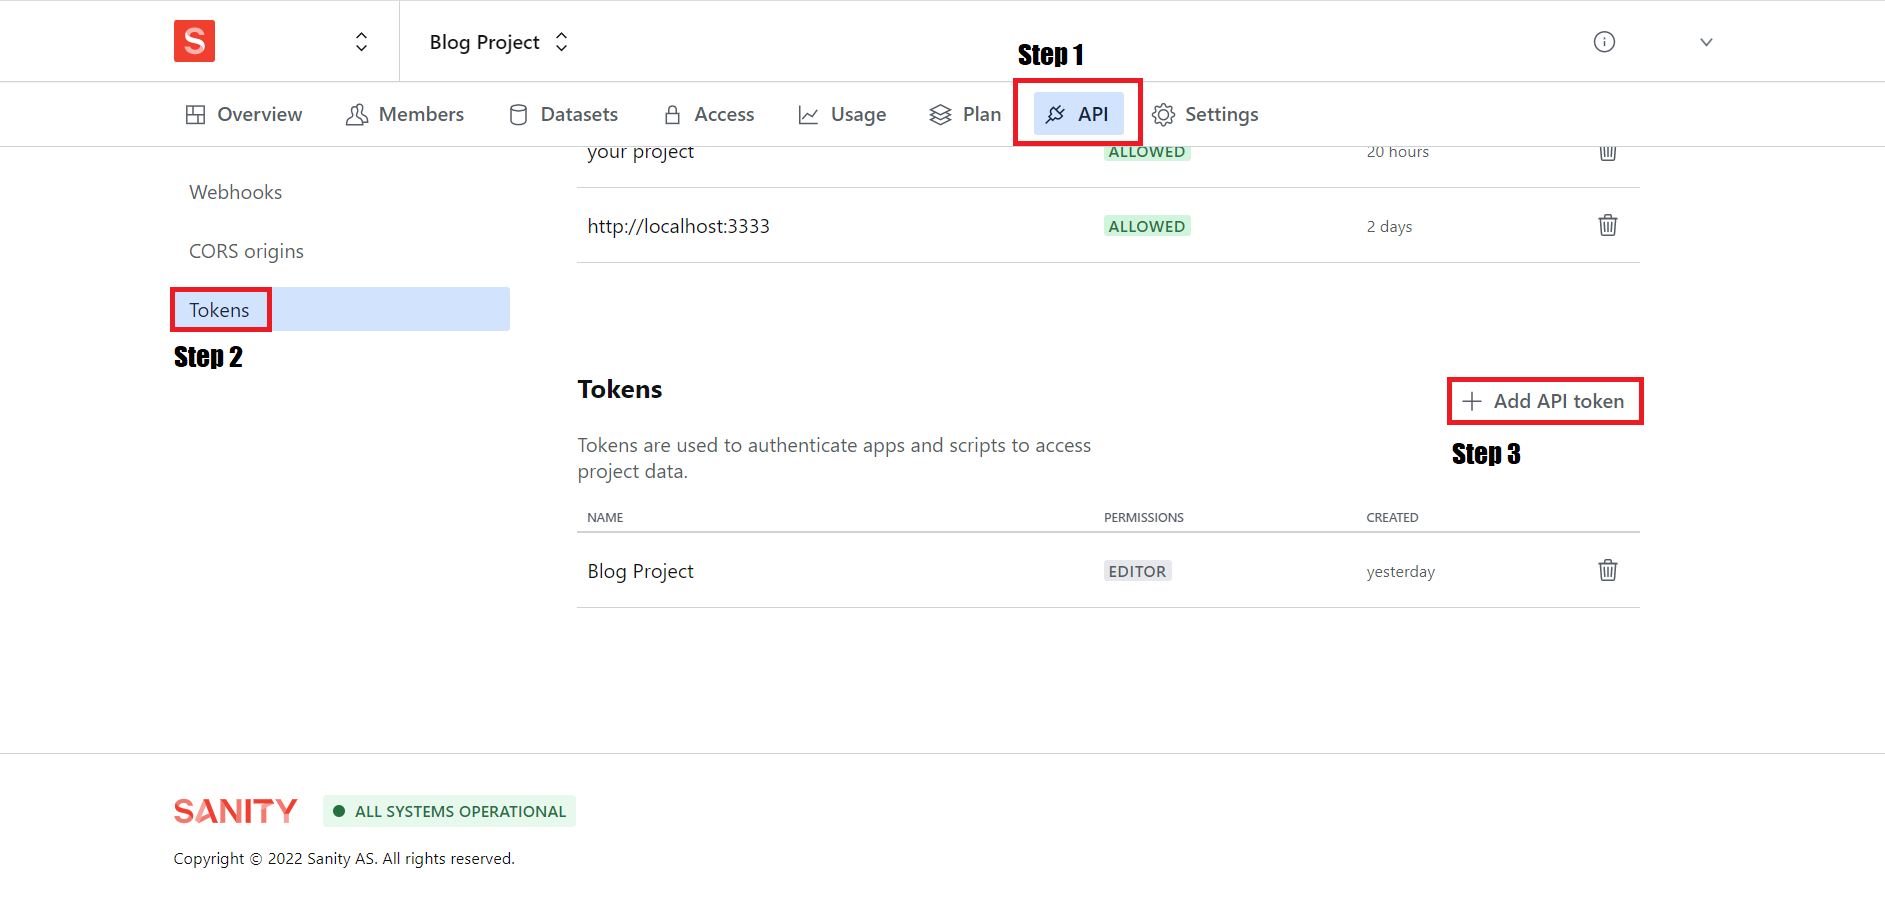 S
Blog Project
Step 1
Overview
Members
Datasets
Access
Usage
Plan
API
Settings
your project
ALLOWED
20 hours
Webhooks
http://localhost:3333
ALLOWED
2 days
CORS origins
Tokens
Step 2
Tokens
Add API token
Tokens are used to authenticate apps and scripts to access
project data.
Step 3
NAME
PERMISSIONS
CREATED
Blog Project
EDITOR
yesterday
SANITY
ALL SYSTEMS OPERATIONAL
Copyright © 2022 Sanity AS. All rights reserved.